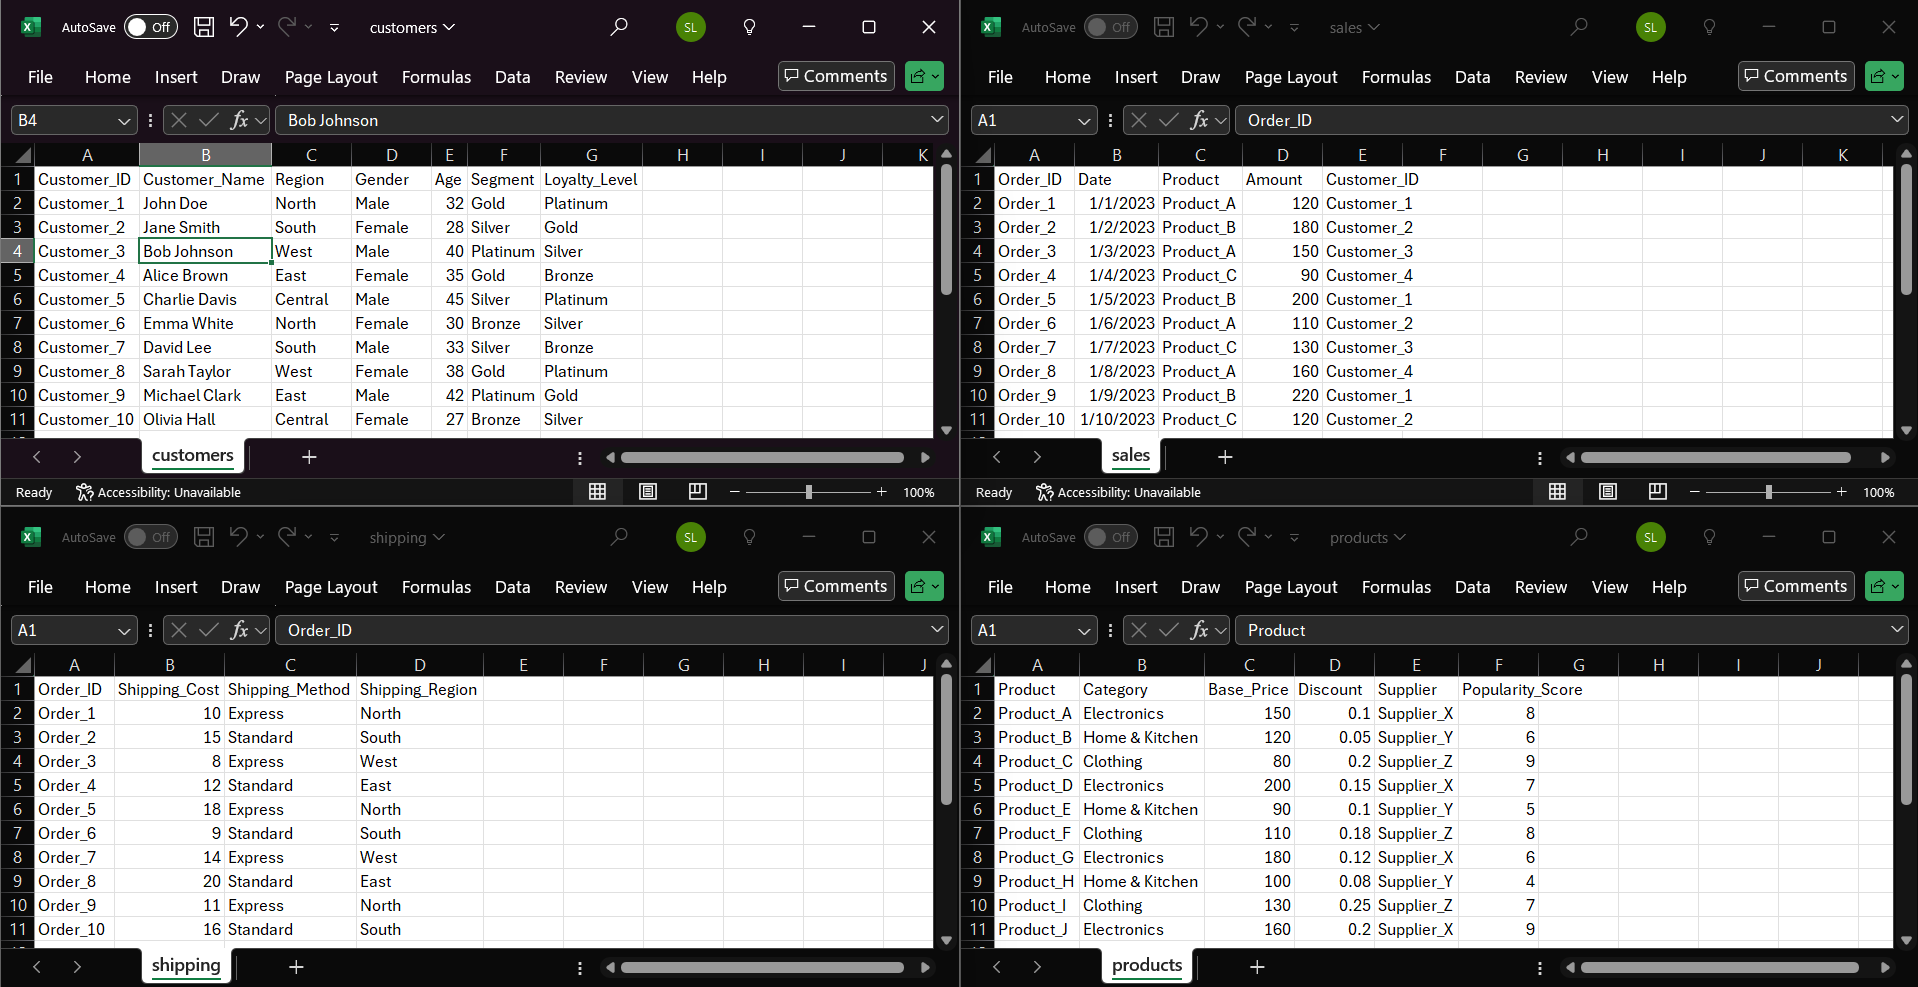 AutoSave Off customers SL
File Home Insert Draw Page Layout Formulas Data Review View Help Comments
B4 fx Bob Johnson
A B C D E F G H I J K
1 Customer_ID Customer_Name Region Gender Age Segment Loyalty_Level
2 Customer_1 John Doe North Male 32 Gold Platinum
3 Customer_2 Jane Smith South Female 28 Silver Gold
4 Customer_3 Bob Johnson West Male 40 Platinum Silver
5 Customer_4 Alice Brown East Female 35 Gold Bronze
6 Customer_5 Charlie Davis Central Male 45 Silver Platinum
7 Customer_6 Emma White North Female 30 Bronze Silver
8 Customer_7 David Lee South Male 33 Silver Bronze
9 Customer_8 Sarah Taylor West Female 38 Gold Platinum
10 Customer_9 Michael Clark East Male 42 Platinum Gold
11 Customer_10 Olivia Hall Central Female 27 Bronze Silver
customers
Ready Accessibility: Unavailable 100%
AutoSave Off sales SL
File Home Insert Draw Page Layout Formulas Data Review View Help Comments
A1 fx Order_ID
A B C D E F G H I J K
1 Order_ID Date Product Amount Customer_ID
2 Order_1 1/1/2023 Product_A 120 Customer_1
3 Order_2 1/2/2023 Product_B 180 Customer_2
4 Order_3 1/3/2023 Product_A 150 Customer_3
5 Order_4 1/4/2023 Product_C 90 Customer_4
6 Order_5 1/5/2023 Product_B 200 Customer_1
7 Order_6 1/6/2023 Product_A 110 Customer_2
8 Order_7 1/7/2023 Product_C 130 Customer_3
9 Order_8 1/8/2023 Product_A 160 Customer_4
10 Order_9 1/9/2023 Product_B 220 Customer_1
11 Order_10 1/10/2023 Product_C 120 Customer_2
sales
Ready Accessibility: Unavailable 100%
AutoSave Off shipping SL
File Home Insert Draw Page Layout Formulas Data Review View Help Comments
A1 fx Order_ID
A B C D E F G H I J
1 Order_ID Shipping_Cost Shipping_Method Shipping_Region
2 Order_1 10 Express North
3 Order_2 15 Standard South
4 Order_3 8 Express West
5 Order_4 12 Standard East
6 Order_5 18 Express North
7 Order_6 9 Standard South
8 Order_7 14 Express West
9 Order_8 20 Standard East
10 Order_9 11 Express North
11 Order_10 16 Standard South
shipping
AutoSave Off products SL
File Home Insert Draw Page Layout Formulas Data Review View Help Comments
A1 fx Product
A B C D E F G H I J
1 Product Category Base_Price Discount Supplier Popularity_Score
2 Product_A Electronics 150 0.1 Supplier_X 8
3 Product_B Home & Kitchen 120 0.05 Supplier_Y 6
4 Product_C Clothing 80 0.2 Supplier_Z 9
5 Product_D Electronics 200 0.15 Supplier_X 7
6 Product_E Home & Kitchen 90 0.1 Supplier_Y 5
7 Product_F Clothing 110 0.18 Supplier_Z 8
8 Product_G Electronics 180 0.12 Supplier_X 6
9 Product_H Home & Kitchen 100 0.08 Supplier_Y 4
10 Product_I Clothing 130 0.25 Supplier_Z 7
11 Product_J Electronics 160 0.2 Supplier_X 9
products